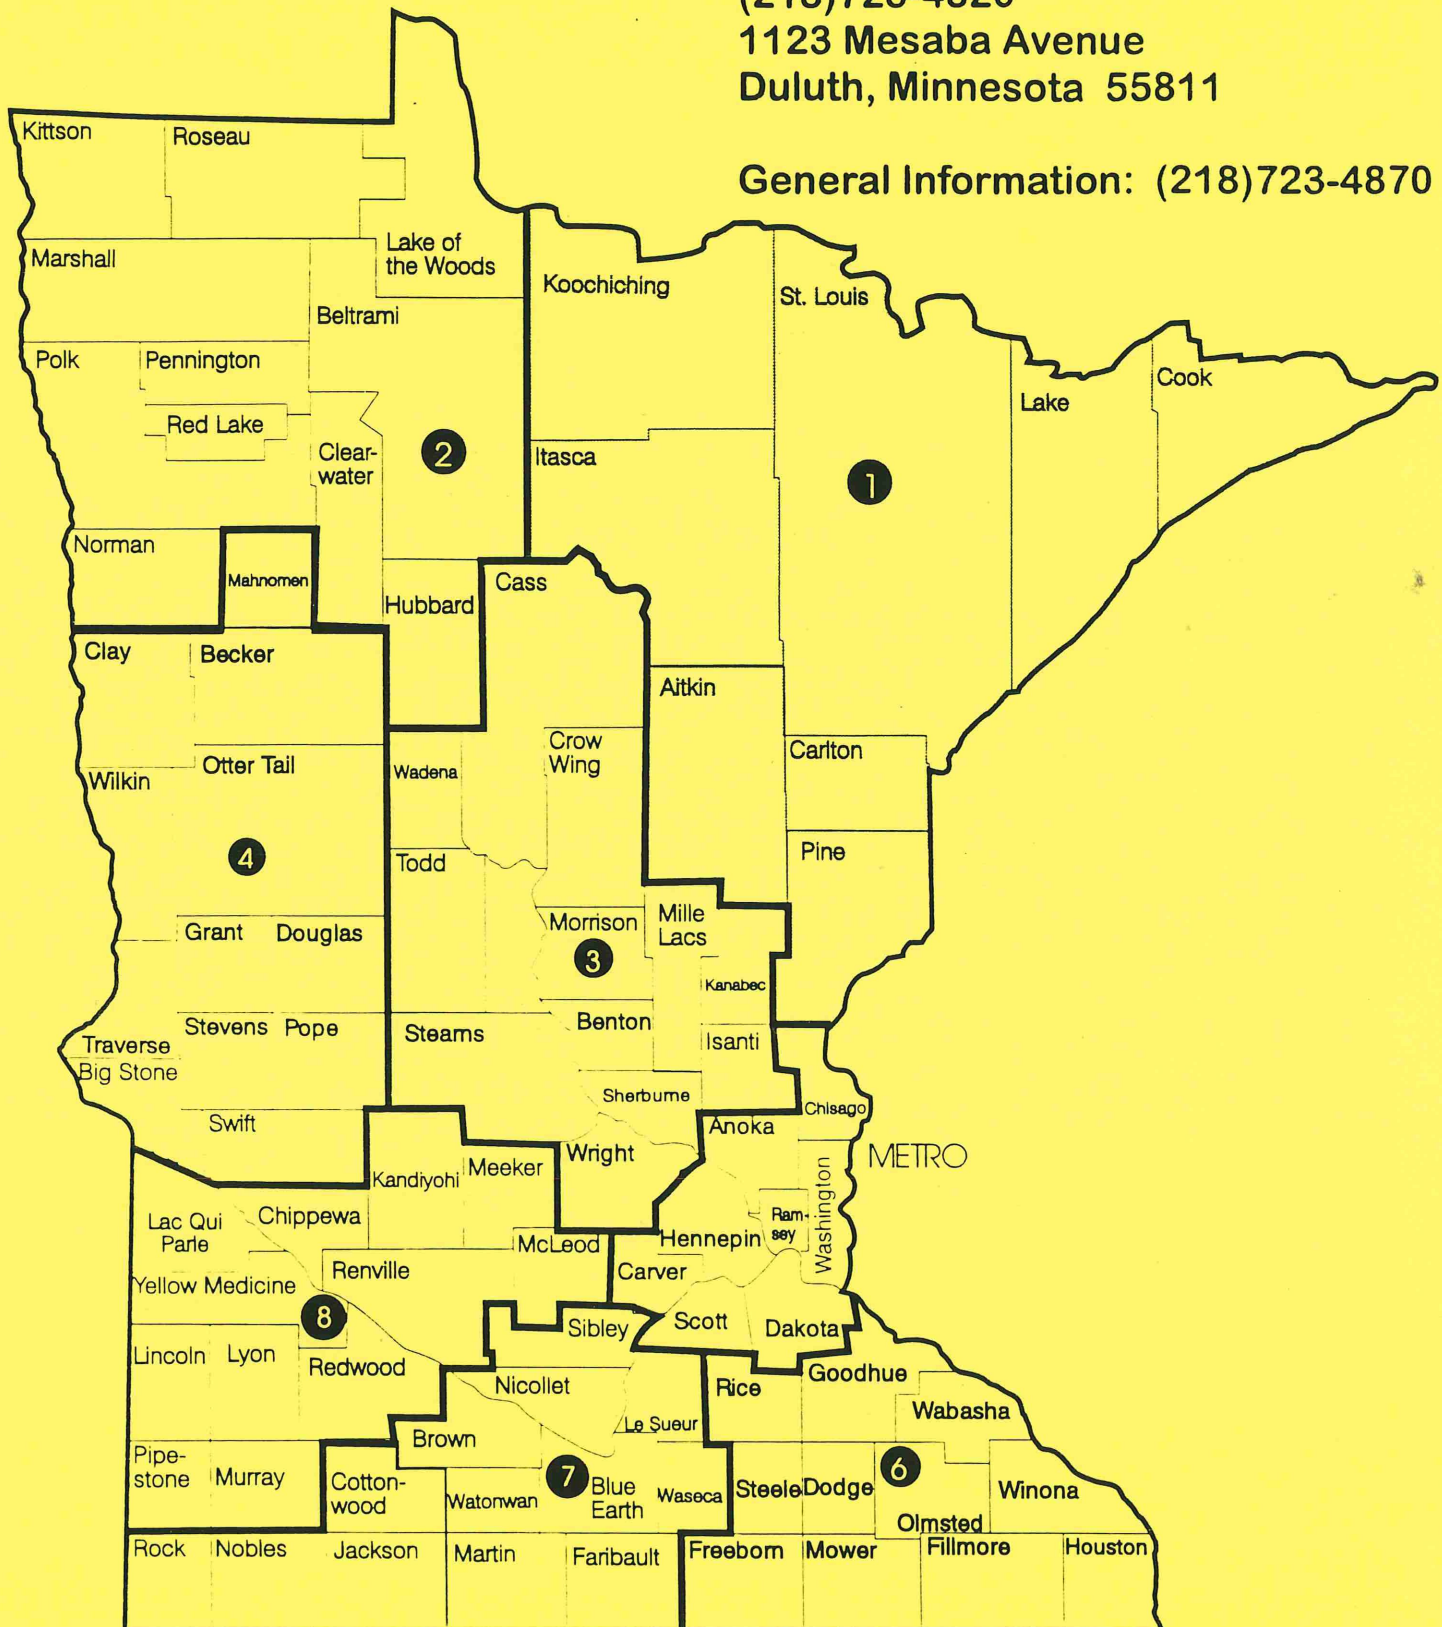 (218)723-4820
1123 Mesaba Avenue
Duluth, Minnesota 55811
General Information: (218)723-4870
Kittson
Roseau
Lake of
the Woods
Marshall
Koochiching
St. Louis
Beltrami
Polk
Pennington
Cook
Lake
Red Lake
Clear-
water
2
Itasca
1
Norman
Mahnomen
Cass
Hubbard
Clay
Becker
Aitkin
Crow
Wing
Carlton
Wadena
Otter Tail
Wilkin
4
Todd
Pine
Morrison
Mille
Lacs
Grant
Douglas
3
Kanabec
Stevens
Pope
Stearns
Benton
Isanti
Traverse
Big Stone
Sherburne
Chisago
Swift
Anoka
METRO
Wright
Meeker
Kandiyohi
Washington
Lac Qui
Parle
Chippewa
Ram-
sey
Hennepin
McLeod
Carver
Renville
Yellow Medicine
8
Scott
Dakota
Sibley
Lincoln
Lyon
Redwood
Goodhue
Nicollet
Rice
Wabasha
Le Sueur
Brown
Pipe-
stone
Murray
Cotton-
wood
7
6
Watonwan
Blue
Earth
Waseca
Steele
Dodge
Winona
Olmsted
Rock
Nobles
Jackson
Martin
Faribault
Freeborn
Mower
Fillmore
Houston